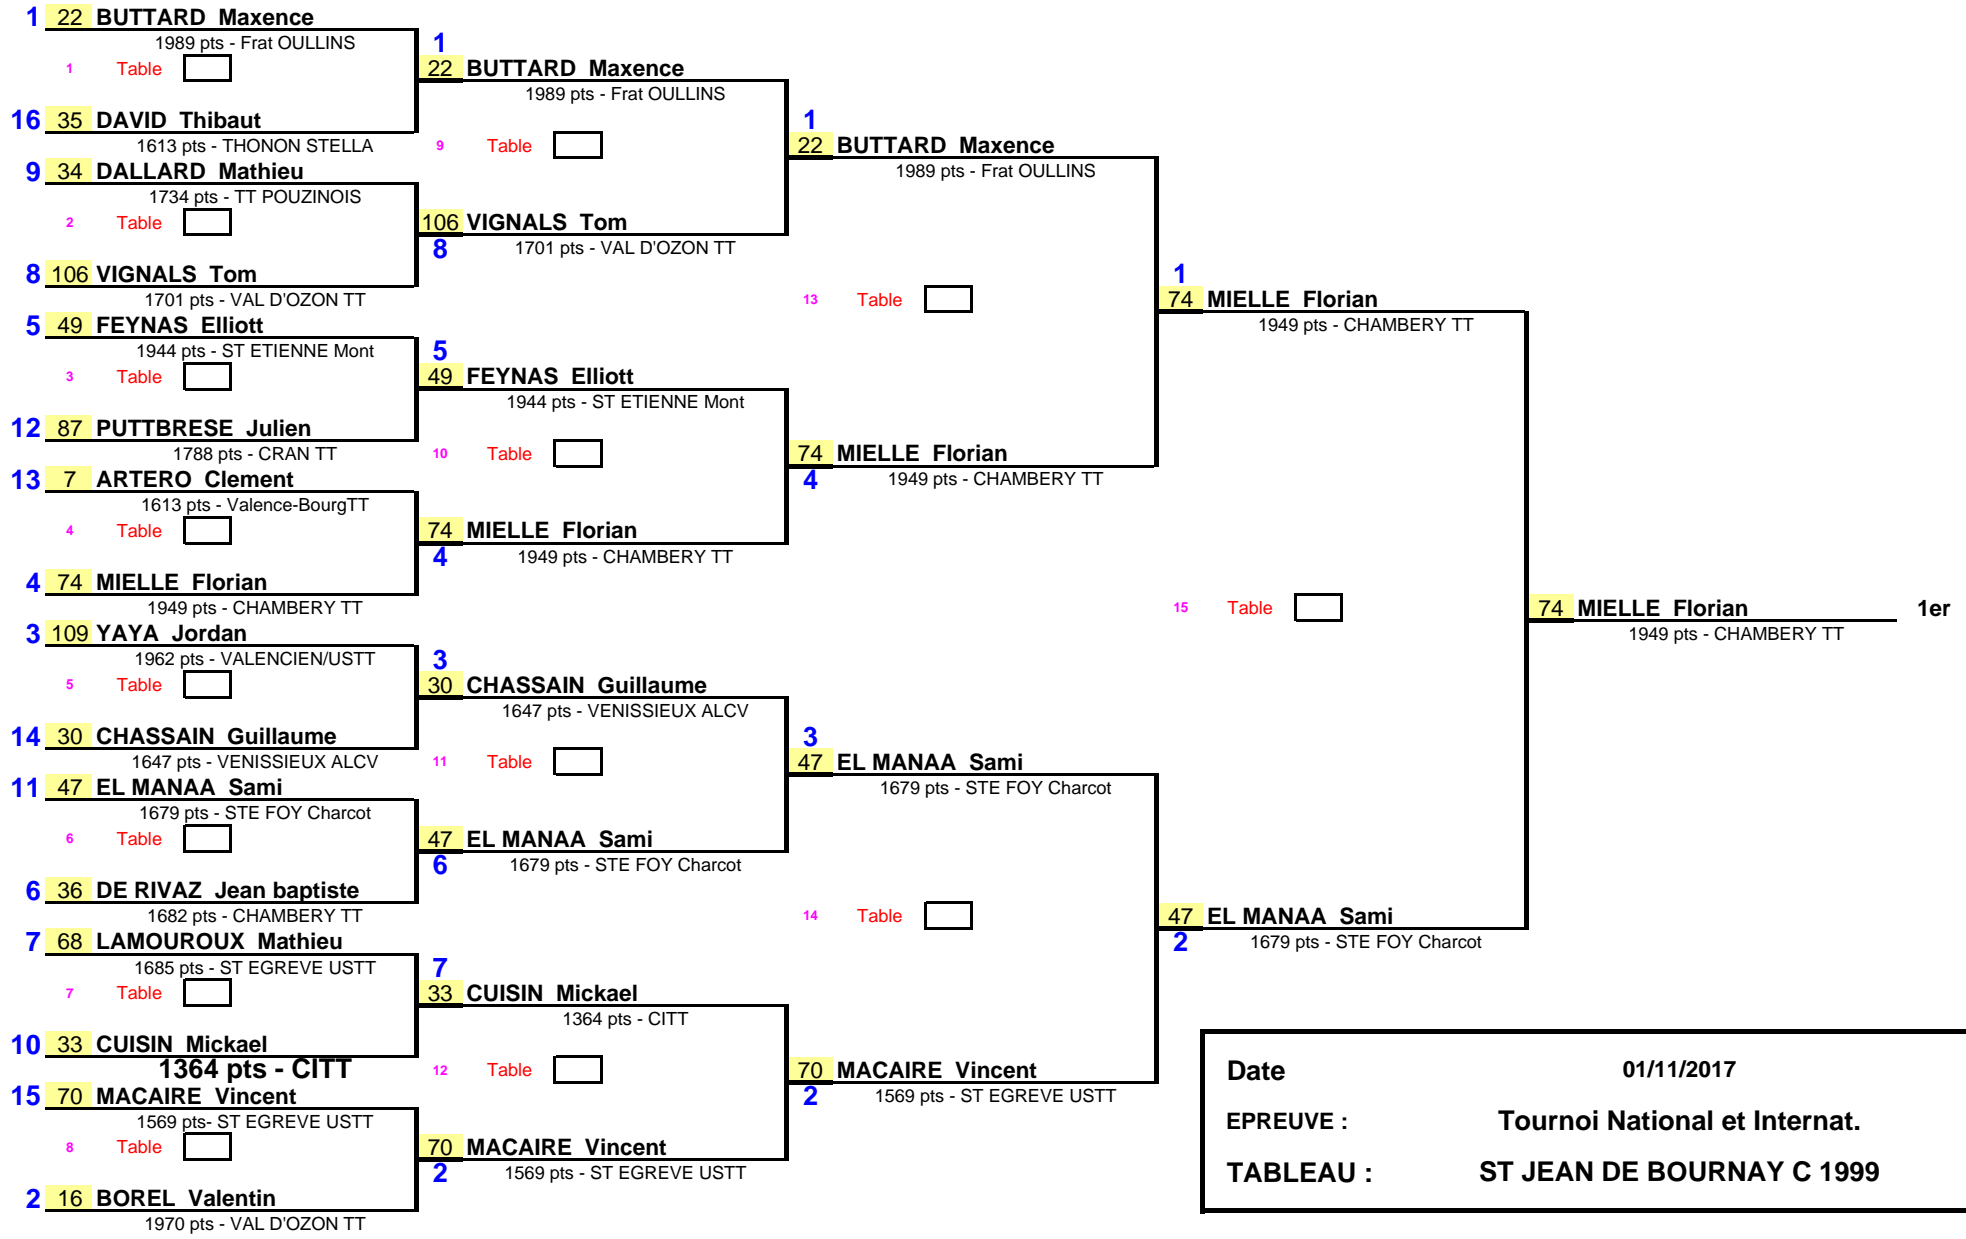 1 22 BUTTARD Maxence
1989 pts - Frat OULLINS
1 Table
16 35 DAVID Thibaut
1613 pts - THONON STELLA
9 34 DALLARD Mathieu
1734 pts - TT POUZINOIS
2 Table
8 106 VIGNALS Tom
1701 pts - VAL D'OZON TT
5 49 FEYNAS Elliott
1944 pts - ST ETIENNE Mont
3 Table
12 87 PUTTBRESE Julien
1788 pts - CRAN TT
13 7 ARTERO Clement
1613 pts - Valence-BourgTT
4 Table
4 74 MIELLE Florian
1949 pts - CHAMBERY TT
3 109 YAYA Jordan
1962 pts - VALENCIEN/USTT
5 Table
14 30 CHASSAIN Guillaume
1647 pts - VENISSIEUX ALCV
11 47 EL MANAA Sami
1679 pts - STE FOY Charcot
6 Table
6 36 DE RIVAZ Jean baptiste
1682 pts - CHAMBERY TT
7 68 LAMOUROUX Mathieu
1685 pts - ST EGREVE USTT
7 Table
10 33 CUISIN Mickael
1364 pts - CITT
15 70 MACAIRE Vincent
1569 pts- ST EGREVE USTT
8 Table
2 16 BOREL Valentin
1970 pts - VAL D'OZON TT
1
22 BUTTARD Maxence
1989 pts - Frat OULLINS
9 Table
106 VIGNALS Tom
8 1701 pts - VAL D'OZON TT
5
49 FEYNAS Elliott
1944 pts - ST ETIENNE Mont
10 Table
74 MIELLE Florian
4 1949 pts - CHAMBERY TT
3
30 CHASSAIN Guillaume
1647 pts - VENISSIEUX ALCV
11 Table
47 EL MANAA Sami
6 1679 pts - STE FOY Charcot
7
33 CUISIN Mickael
1364 pts - CITT
12 Table
70 MACAIRE Vincent
2 1569 pts - ST EGREVE USTT
1
22 BUTTARD Maxence
1989 pts - Frat OULLINS
13 Table
74 MIELLE Florian
4 1949 pts - CHAMBERY TT
3
47 EL MANAA Sami
1679 pts - STE FOY Charcot
14 Table
70 MACAIRE Vincent
2 1569 pts - ST EGREVE USTT
1
74 MIELLE Florian
1949 pts - CHAMBERY TT
15 Table
47 EL MANAA Sami
2 1679 pts - STE FOY Charcot
74 MIELLE Florian 1er
1949 pts - CHAMBERY TT
Date 01/11/2017
EPREUVE : Tournoi National et Internat.
TABLEAU : ST JEAN DE BOURNAY C 1999